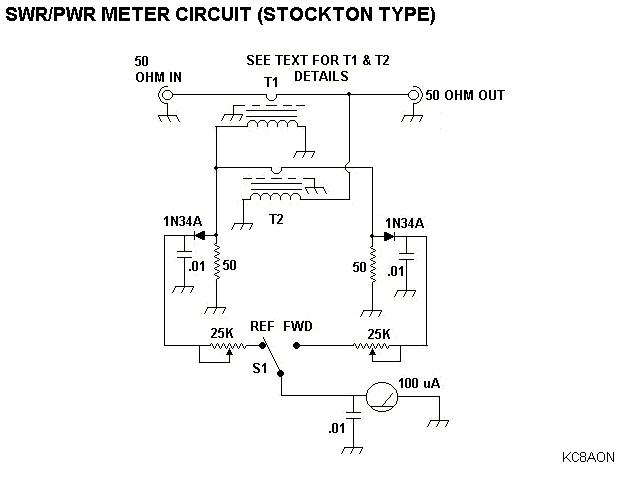 SWR/PWR METER CIRCUIT (STOCKTON TYPE)
50
OHM IN
SEE TEXT FOR T1 & T2
DETAILS
T1
50 OHM OUT
T2
1N34A
1N34A
.01
50
50
.01
25K
REF FWD
25K
S1
100 uA
.01
KC8AON